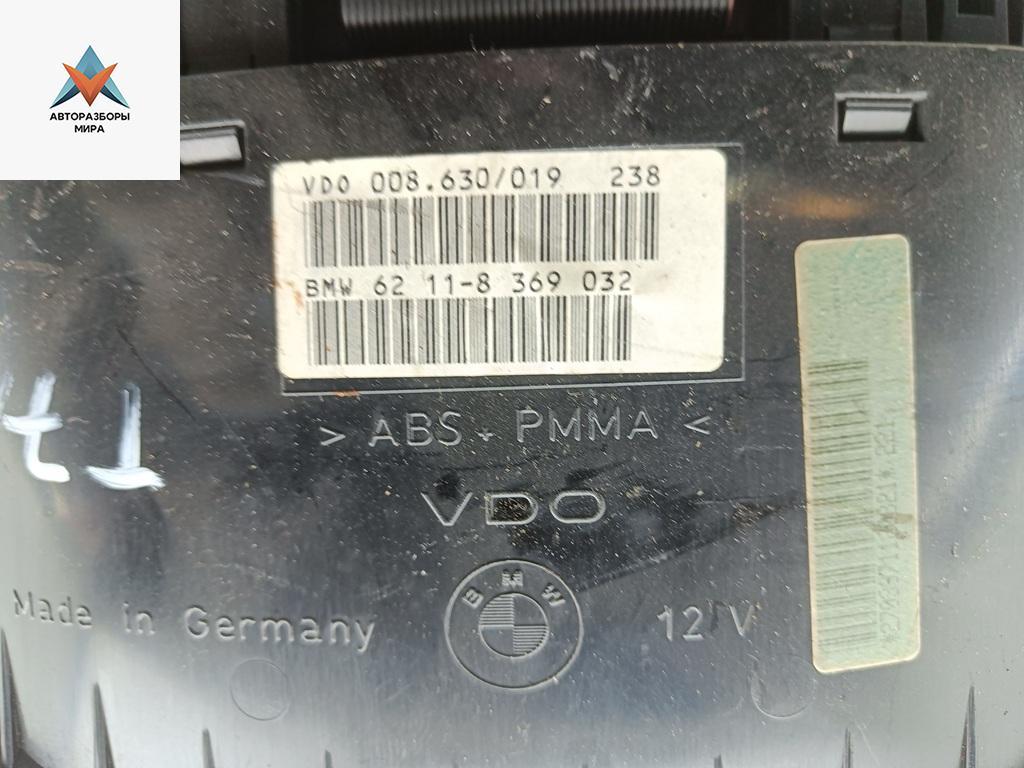 АВТОРАЗБОРЫ
МИРА
VDO 008.630/019 238
BMW 62 11-8 369 032
> ABS + PMMA <
VDO
BMW
Made in Germany
12 V